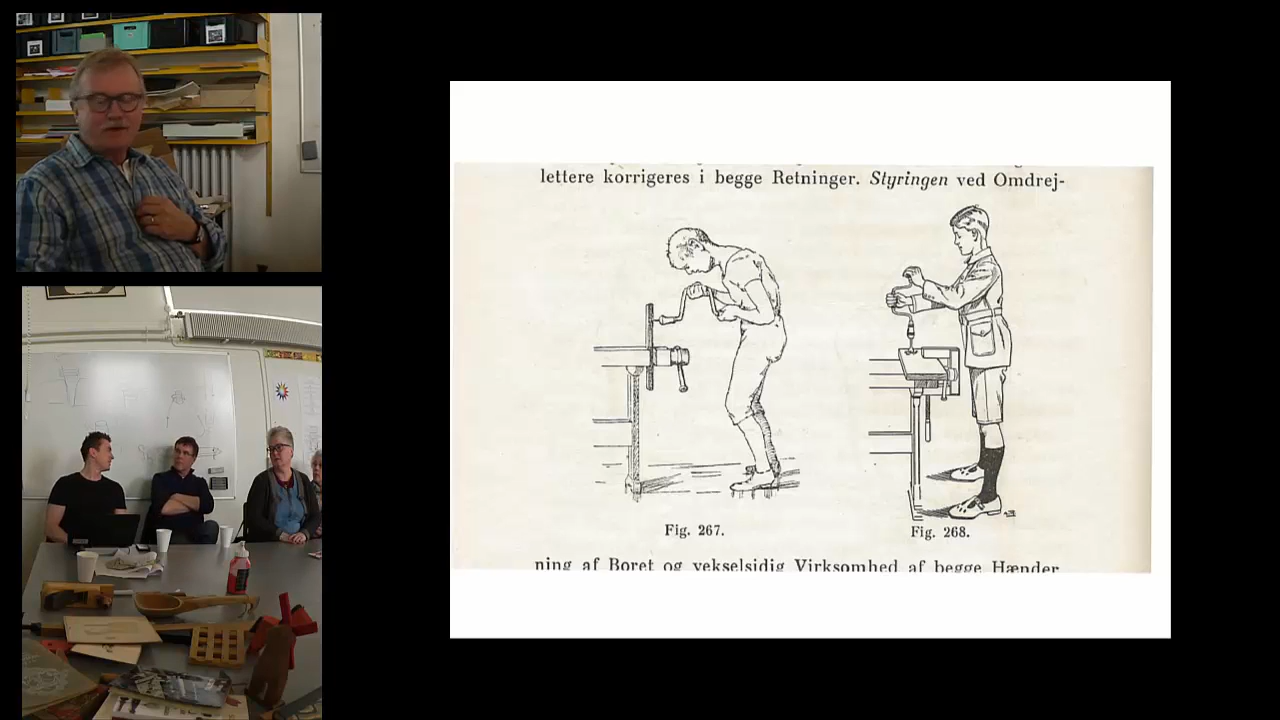 lettere korrigeres i begge Retninger. Styringen ved Omdrej-
Fig. 267.
Fig. 268.
ning af Boret og vekselsidig Virksomhed af begge Hænder